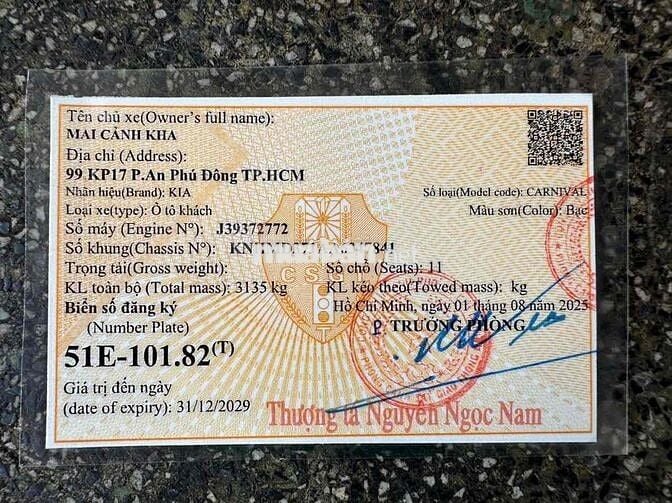 Tên chủ xe(Owner's full name):
MAI CẢNH KHA
Địa chỉ (Address):
99 KP17 P.An Phú Đông TP.HCM
Nhãn hiệu(Brand): KIA
Số loại(Model code): CARNIVAL
Loại xe(type): Ô tô khách
Màu sơn(Color): Bạc
Số máy (Engine Nº): J39372772
Số khung(Chassis Nº):
Trọng tải(Gross weight):
Số chỗ (Seats): 11
KL toàn bộ (Total mass): 3135 kg
KL kéo theo(Towed mass): kg
Biển số đăng ký
Hồ Chí Minh, ngày 01 tháng 08 năm 2025
(Number Plate)
TRƯỞNG PHÒNG
51E-101.82(T)
Giá trị đến ngày
(date of expiry): 31/12/2029
Thượng tá Nguyễn Ngọc Nam
CS